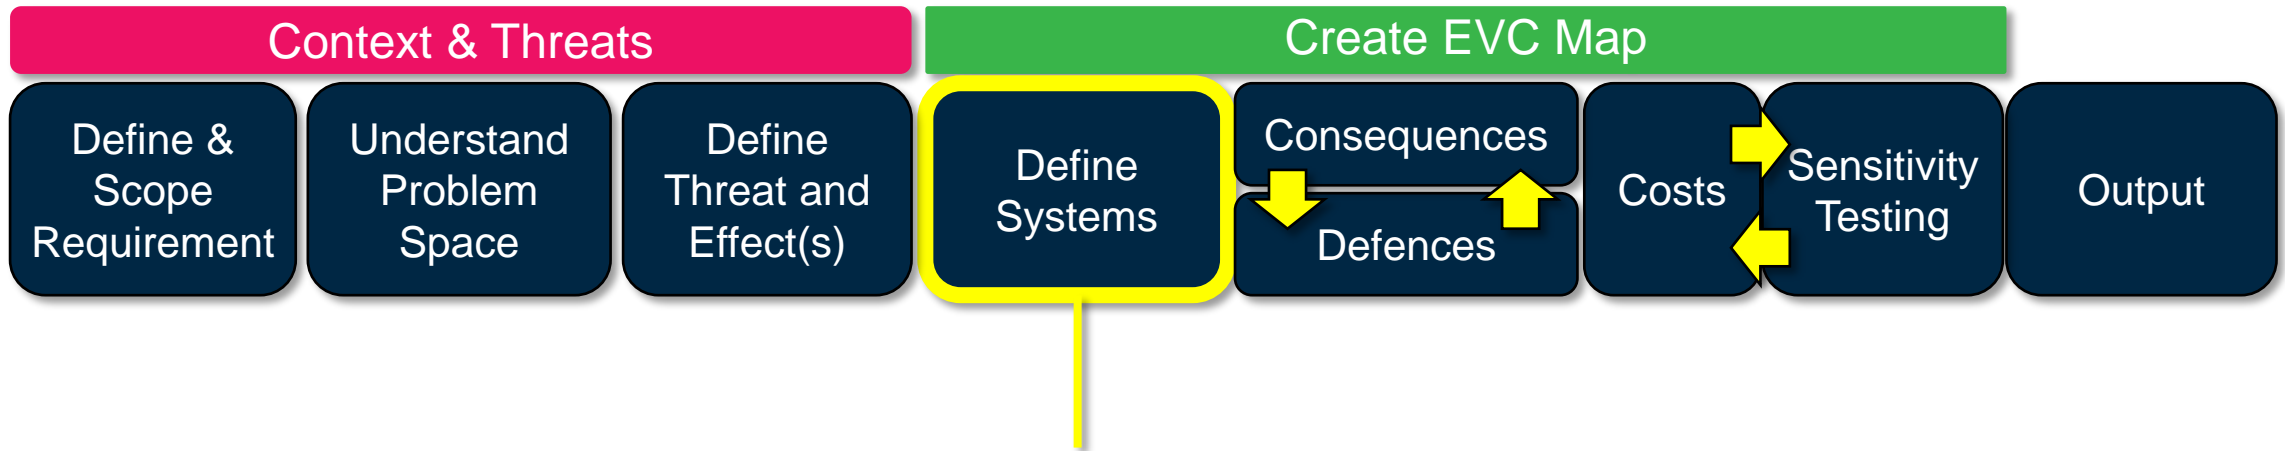 Context & Threats
Create EVC Map
Define &
Scope
Requirement
Understand
Problem
Space
Define
Threat and
Effect(s)
Define
Systems
Consequences
Defences
Costs
Sensitivity
Testing
Output